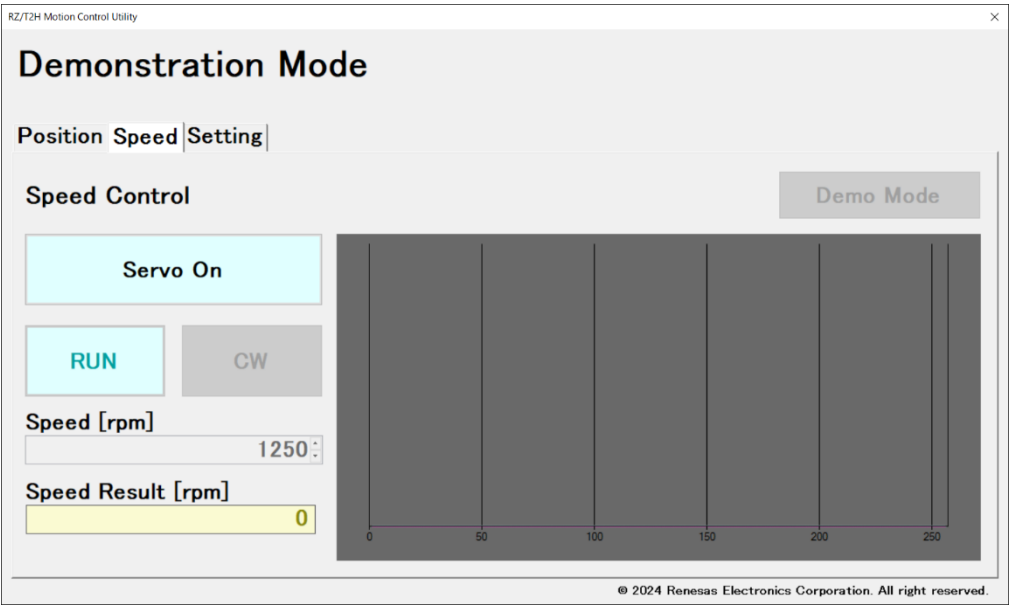 RZ/T2H Motion Control Utility
Demonstration Mode
Position Speed Setting
Speed Control
Demo Mode
Servo On
RUN CW
Speed [rpm]
1250
Speed Result [rpm]
0
0 50 100 150 200 250
© 2024 Renesas Electronics Corporation. All right reserved.